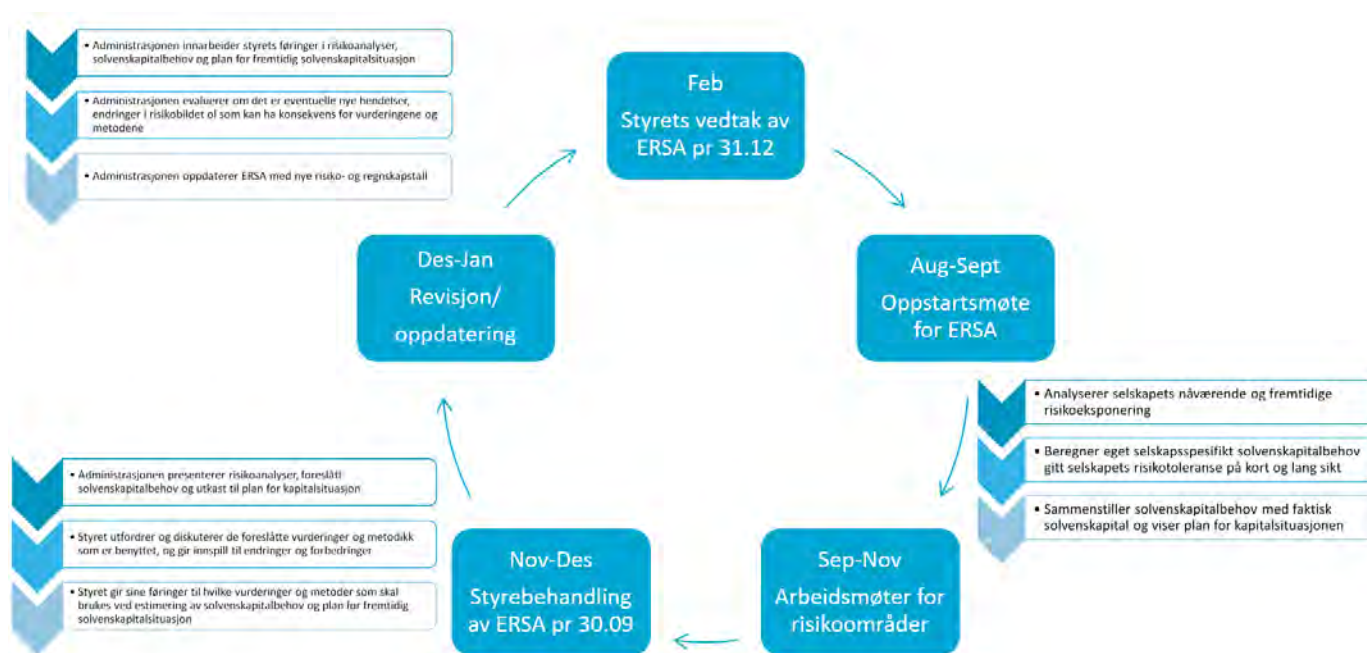 • Administrasjonen innarbeider styrets føringer i risikoanalyser,
solvenskapitalbehov og plan for fremtidig solvenskapitalsituasjon
• Administrasjonen evaluerer om det er eventuelle nye hendelser,
endringer i risikobildet ol som kan ha konsekvens for vurderingene og
metodene
• Administrasjonen oppdaterer ERSA med nye risiko- og regnskapstall
Feb
Styrets vedtak av
ERSA pr 31.12
Aug-Sept
Oppstartsmøte
for ERSA
• Analyserer selskapets nåværende og fremtidige
risikoeksponering
• Beregner eget selskapsspesifikt solvenskapitalbehov
gitt selskapets risikotoleranse på kort og lang sikt
• Sammenstiller solvenskapitalbehov med faktisk
solvenskapital og viser plan for kapitalsituasjonen
Sep-Nov
Arbeidsmøter for
risikoområder
Nov-Des
Styrebehandling
av ERSA pr 30.09
• Administrasjonen presenterer risikoanalyser, foreslått
solvenskapitalbehov og utkast til plan for kapitalsituasjon
• Styret utfordrer og diskuterer de foreslåtte vurderinger og metodikk
som er benyttet, og gir innspill til endringer og forbedringer
• Styret gir sine føringer til hvilke vurderinger og metoder som skal
brukes ved estimering av solvenskapitalbehov og plan for fremtidig
solvenskapitalsituasjon
Des-Jan
Revisjon/
oppdatering